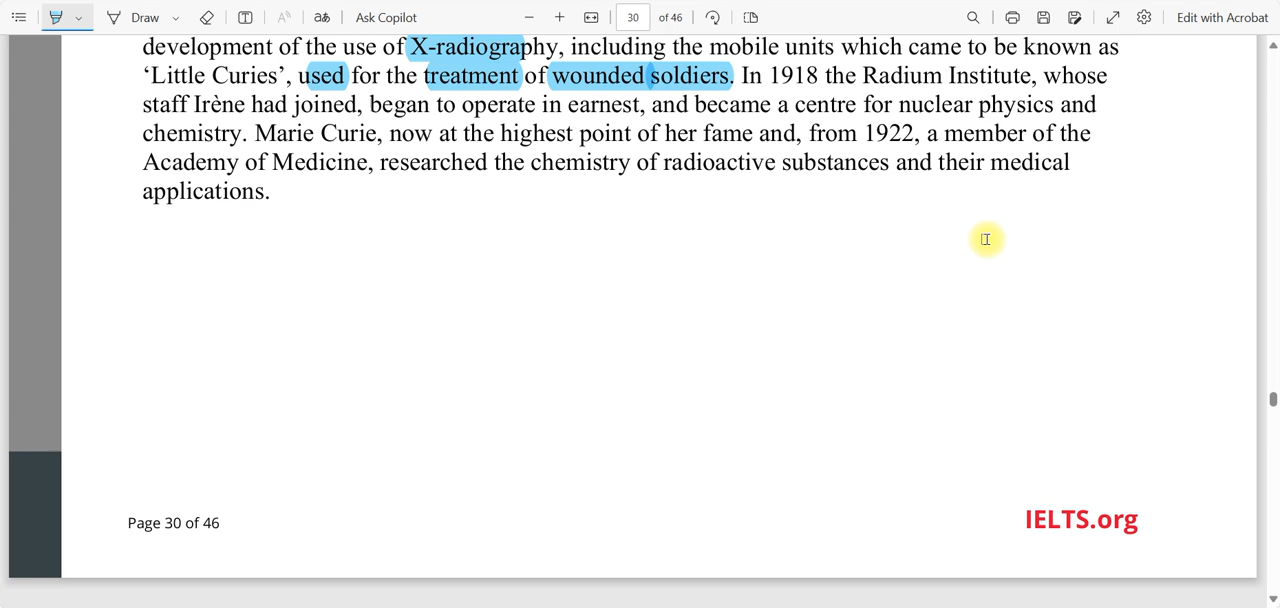 Draw
aあ
Ask Copilot
30
of 46
Edit with Acrobat
development of the use of X-radiography, including the mobile units which came to be known as
‘Little Curies’, used for the treatment of wounded soldiers. In 1918 the Radium Institute, whose
staff Irène had joined, began to operate in earnest, and became a centre for nuclear physics and
chemistry. Marie Curie, now at the highest point of her fame and, from 1922, a member of the
Academy of Medicine, researched the chemistry of radioactive substances and their medical
applications.
Page 30 of 46
IELTS.org